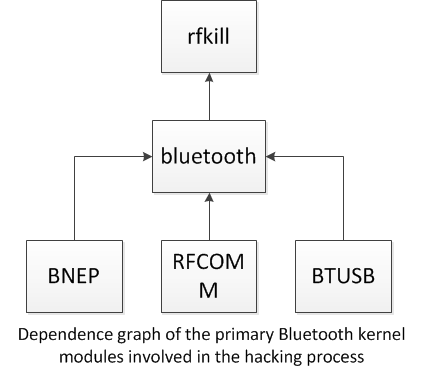 rfkill
bluetooth
BNEP
RFCOM
M
BTUSB
Dependence graph of the primary Bluetooth kernel
modules involved in the hacking process